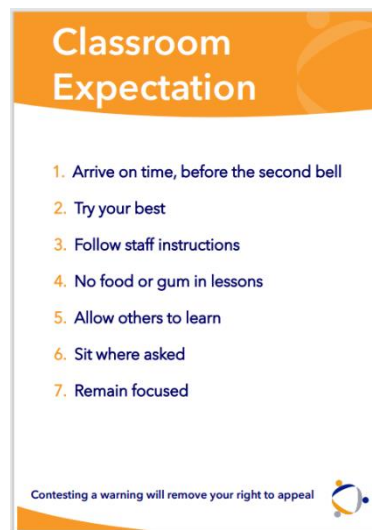 Classroom
Expectation
1. Arrive on time, before the second bell
2. Try your best
3. Follow staff instructions
4. No food or gum in lessons
5. Allow others to learn
6. Sit where asked
7. Remain focused
Contesting a warning will remove your right to appeal